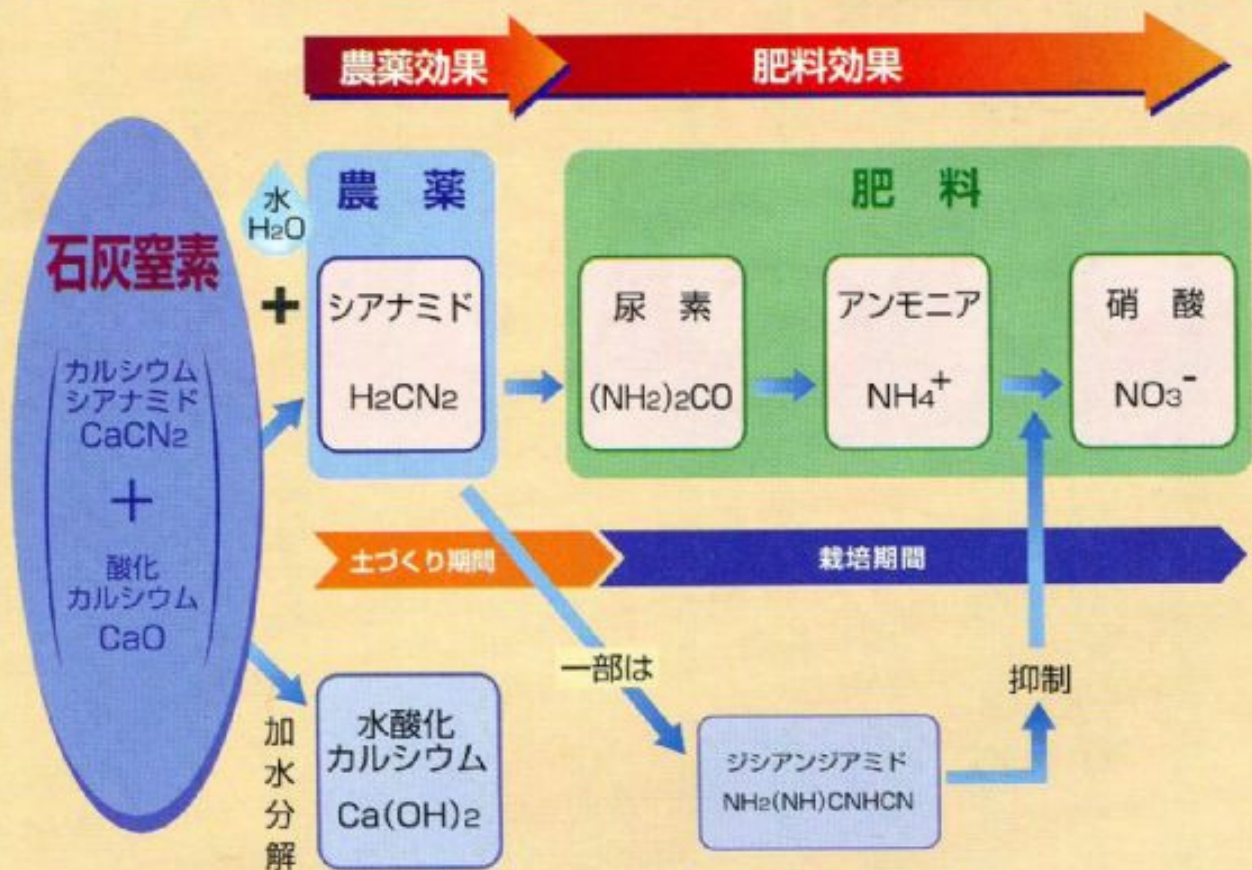 農薬効果 肥料効果
水
H2O
農 薬
肥 料
石灰窒素
カルシウム
シアナミド
CaCN2
+
酸化
カルシウム
CaO
+
シアナミド
H2CN2
尿 素
(NH2)2CO
アンモニア
NH4+
硝 酸
NO3-
土づくり期間 栽培期間
一部は
抑制
加水分解
水酸化
カルシウム
Ca(OH)2
ジシアンジアミド
NH2(NH)CNHCN